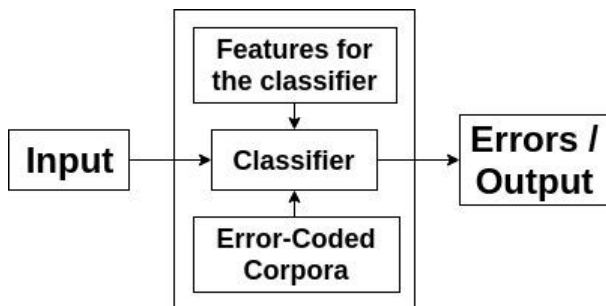 Features for
the classifier
Input
Classifier
Errors /
Output
Error-Coded
Corpora